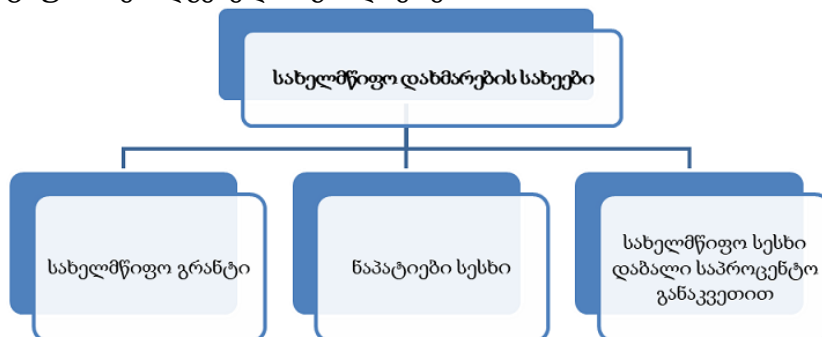 სახელმწიფო დახმარების სახეები
სახელმწიფო გრანტი
ნაპატიები სესხი
სახელმწიფო სესხი
დაბალი საპროცენტო
განაკვეთით